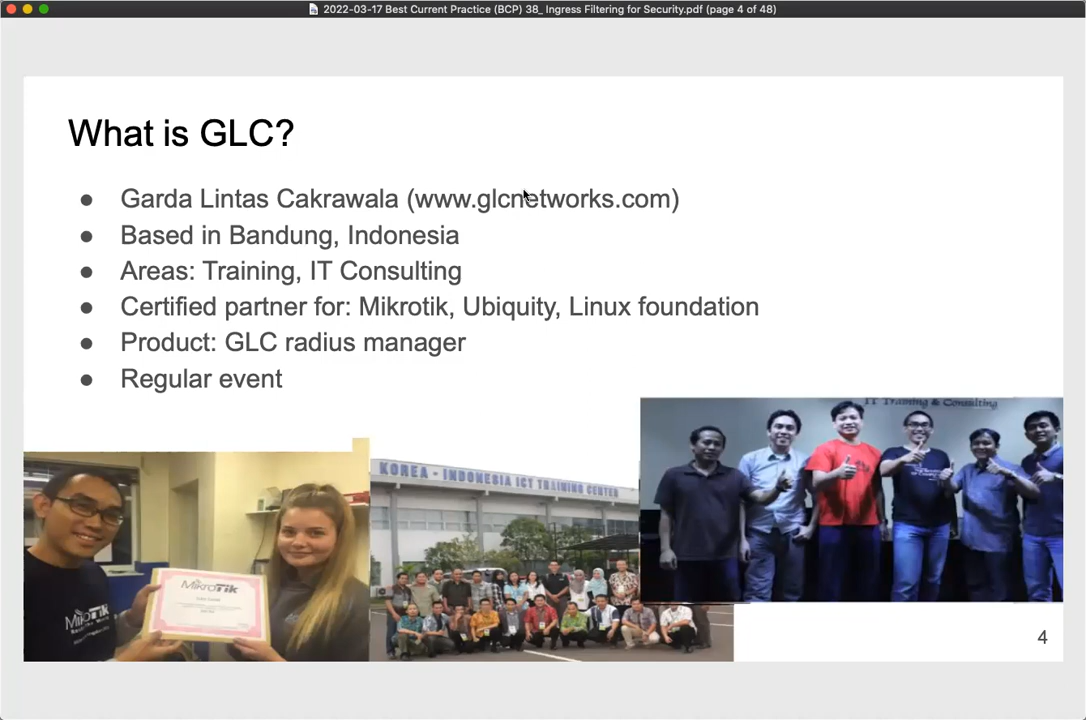 2022-03-17 Best Current Practice (BCP) 38_ Ingress Filtering for Security.pdf (page 4 of 48)
What is GLC?
● Garda Lintas Cakrawala (www.glcnetworks.com)
● Based in Bandung, Indonesia
● Areas: Training, IT Consulting
● Certified partner for: Mikrotik, Ubiquity, Linux foundation
● Product: GLC radius manager
● Regular event
IT Training & Consulting
KOREA - INDONESIA ICT TRAINING CENTER
MikroTik
MikroTik
4